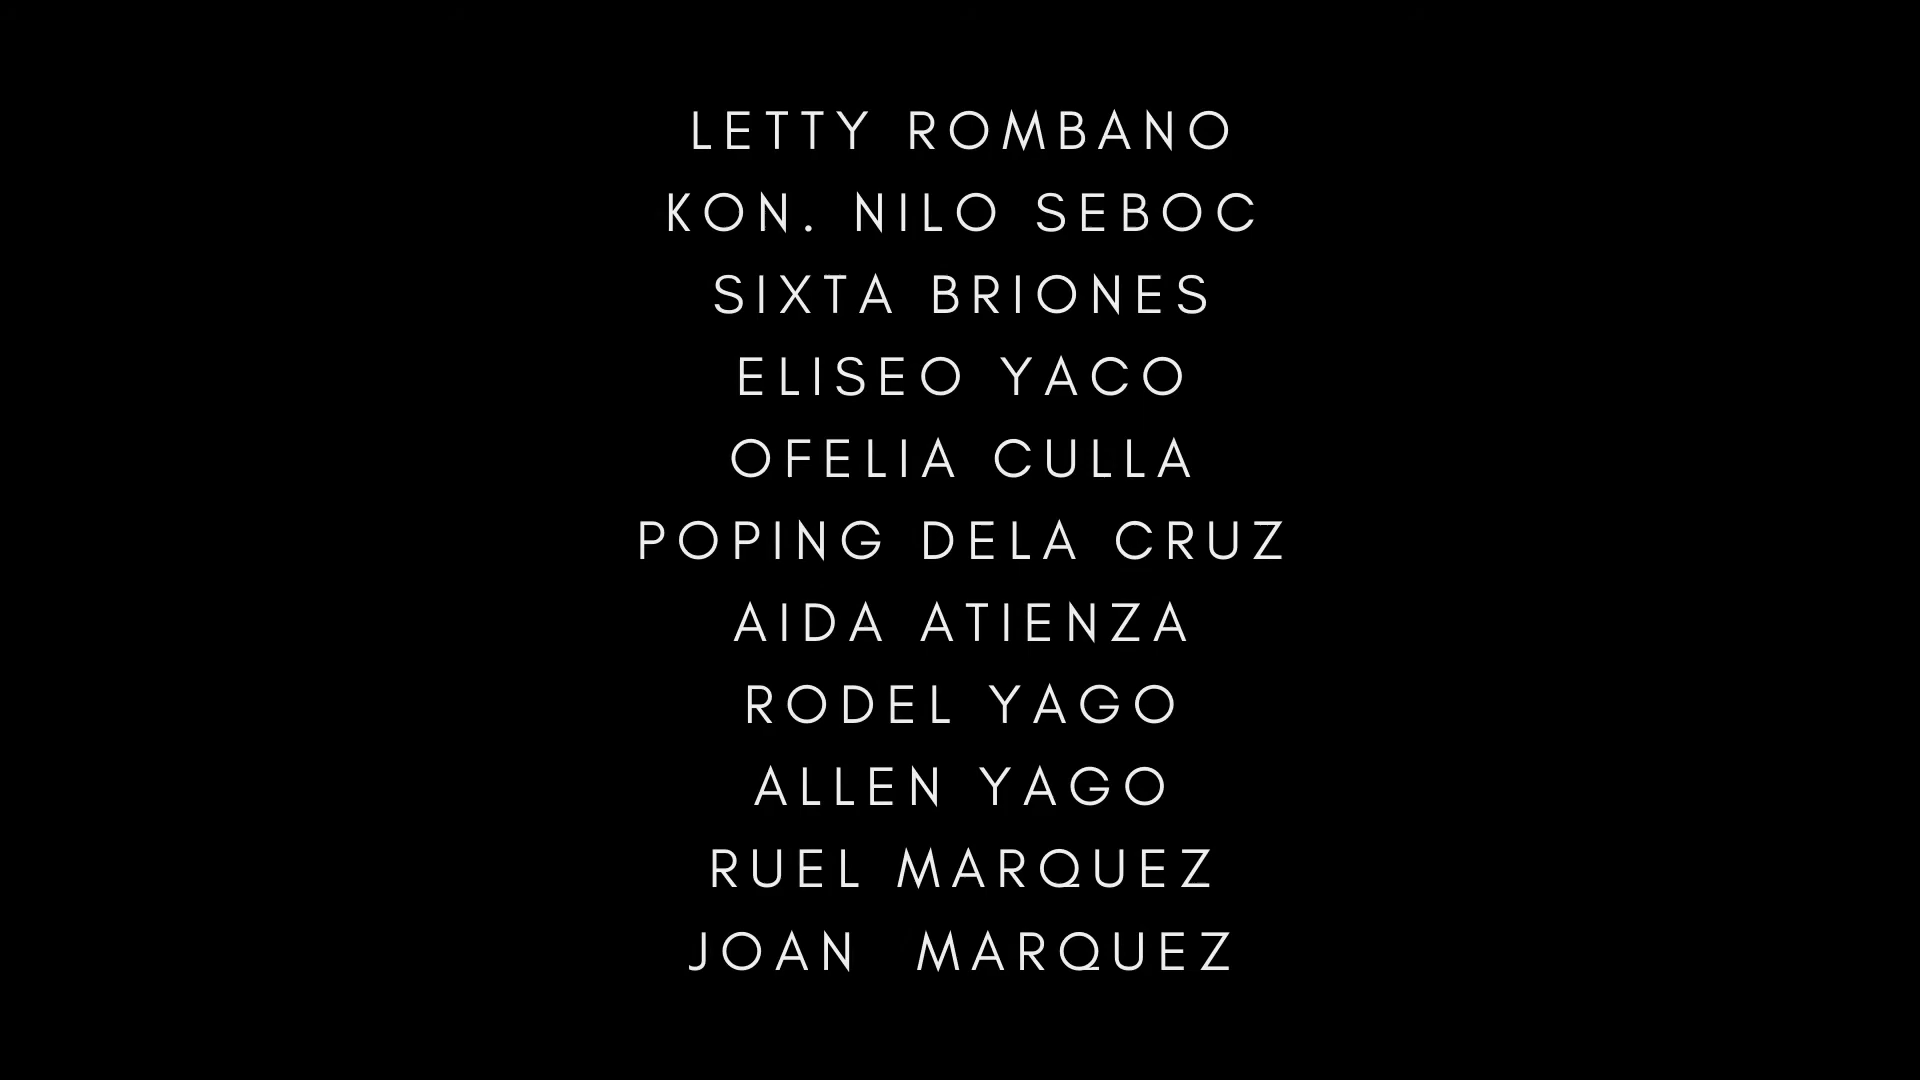 LETTY ROMBANO
KON. NILO SEBOC
SIXTA BRIONES
ELISEO YACO
OFELIA CULLA
POPING DELA CRUZ
AIDA ATIENZA
RODEL YAGO
ALLEN YAGO
RUEL MARQUEZ
JOAN  MARQUEZ